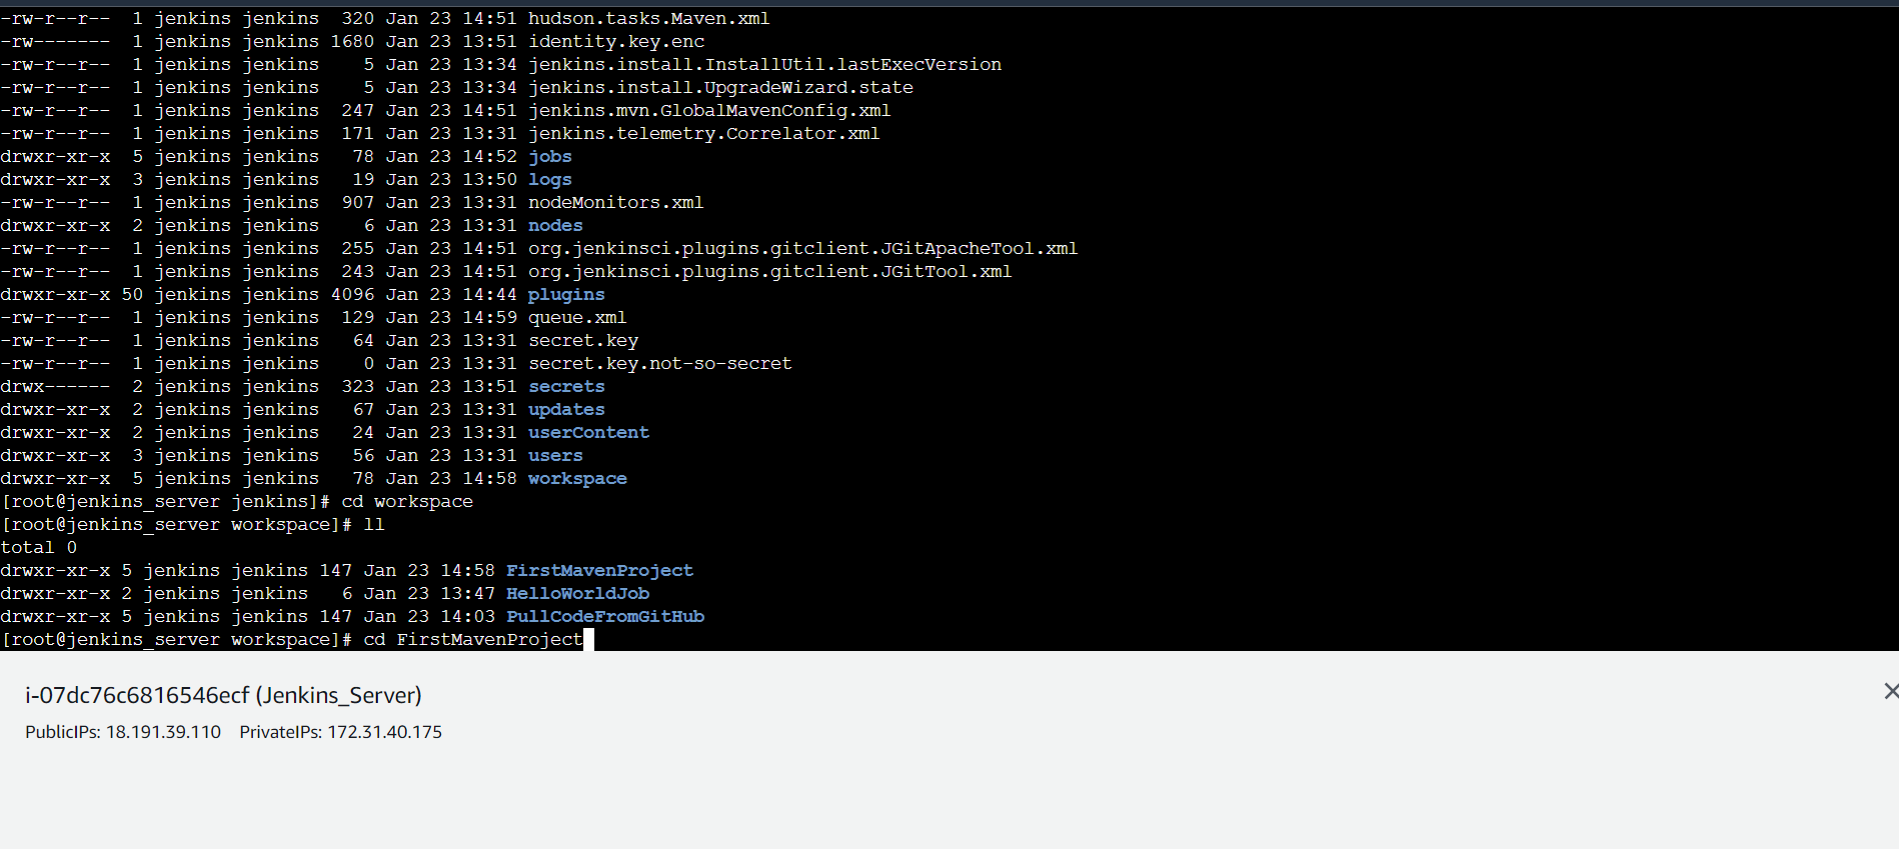 -rw-r--r--  1 jenkins jenkins  320 Jan 23 14:51 hudson.tasks.Maven.xml
-rw-------  1 jenkins jenkins 1680 Jan 23 13:51 identity.key.enc
-rw-r--r--  1 jenkins jenkins    5 Jan 23 13:34 jenkins.install.InstallUtil.lastExecVersion
-rw-r--r--  1 jenkins jenkins    5 Jan 23 13:34 jenkins.install.UpgradeWizard.state
-rw-r--r--  1 jenkins jenkins  247 Jan 23 14:51 jenkins.mvn.GlobalMavenConfig.xml
-rw-r--r--  1 jenkins jenkins  171 Jan 23 13:31 jenkins.telemetry.Correlator.xml
drwxr-xr-x  5 jenkins jenkins   78 Jan 23 14:52 jobs
drwxr-xr-x  3 jenkins jenkins   19 Jan 23 13:50 logs
-rw-r--r--  1 jenkins jenkins  907 Jan 23 13:31 nodeMonitors.xml
drwxr-xr-x  2 jenkins jenkins    6 Jan 23 13:31 nodes
-rw-r--r--  1 jenkins jenkins  255 Jan 23 14:51 org.jenkinsci.plugins.gitclient.JGitApacheTool.xml
-rw-r--r--  1 jenkins jenkins  243 Jan 23 14:51 org.jenkinsci.plugins.gitclient.JGitTool.xml
drwxr-xr-x 50 jenkins jenkins 4096 Jan 23 14:44 plugins
-rw-r--r--  1 jenkins jenkins  129 Jan 23 14:59 queue.xml
-rw-r--r--  1 jenkins jenkins   64 Jan 23 13:31 secret.key
-rw-r--r--  1 jenkins jenkins    0 Jan 23 13:31 secret.key.not-so-secret
drwx------  2 jenkins jenkins  323 Jan 23 13:51 secrets
drwxr-xr-x  2 jenkins jenkins   67 Jan 23 13:31 updates
drwxr-xr-x  2 jenkins jenkins   24 Jan 23 13:31 userContent
drwxr-xr-x  3 jenkins jenkins   56 Jan 23 13:31 users
drwxr-xr-x  5 jenkins jenkins   78 Jan 23 14:58 workspace
[root@jenkins_server jenkins]# cd workspace
[root@jenkins_server workspace]# ll
total 0
drwxr-xr-x 5 jenkins jenkins 147 Jan 23 14:58 FirstMavenProject
drwxr-xr-x 2 jenkins jenkins   6 Jan 23 13:47 HelloWorldJob
drwxr-xr-x 5 jenkins jenkins 147 Jan 23 14:03 PullCodeFromGitHub
[root@jenkins_server workspace]# cd FirstMavenProject
i-07dc76c6816546ecf (Jenkins_Server)
PublicIPs: 18.191.39.110 PrivateIPs: 172.31.40.175